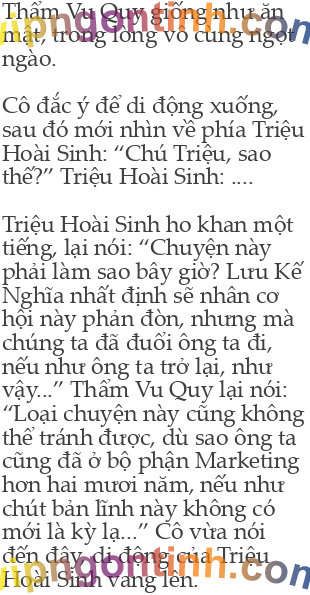 Thẩm Vu Quy giống như ăn
mật, trong lòng vô cùng ngọt
ngào.
Cô đắc ý để di động xuống,
sau đó mới nhìn về phía Triệu
Hoài Sinh: “Chú Triệu, sao
thế?” Triệu Hoài Sinh: ....
Triệu Hoài Sinh ho khan một
tiếng, lại nói: “Chuyện này
phải làm sao bây giờ? Lưu Kế
Nghĩa nhất định sẽ nhân cơ
hội này phản đòn, nhưng mà
chúng ta đã đuổi ông ta đi,
nếu như ông ta trở lại, như
vậy...” Thẩm Vu Quy lại nói:
“Loại chuyện này cũng không
thể tránh được, dù sao ông ta
cũng đã ở bộ phận Marketing
hơn hai mươi năm, nếu như
chút bản lĩnh này không có
mới là kỳ lạ...” Cô vừa nói
đến đây, di động của Triệu
Hoài Sinh vang lên.
vipngontinh.com
vipngontinh.com